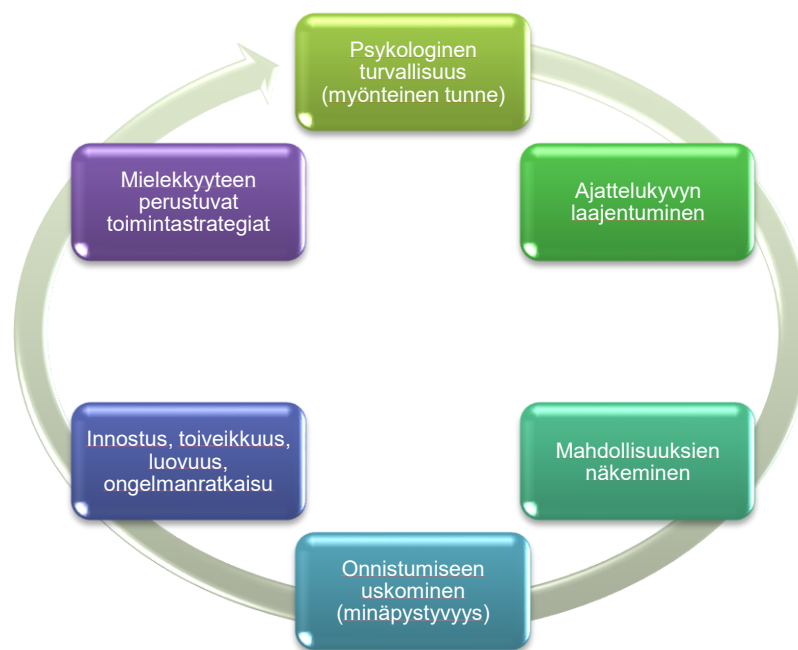 Psykologinen
turvallisuus
(myönteinen tunne)
Ajattelukyvyn
laajentuminen
Mahdollisuuksien
näkeminen
Onnistumiseen
uskominen
(minäpystyvyys)
Innostus, toiveikkuus,
luovuus,
ongelmanratkaisu
Mielekkyyteen
perustuvat
toimintastrategiat